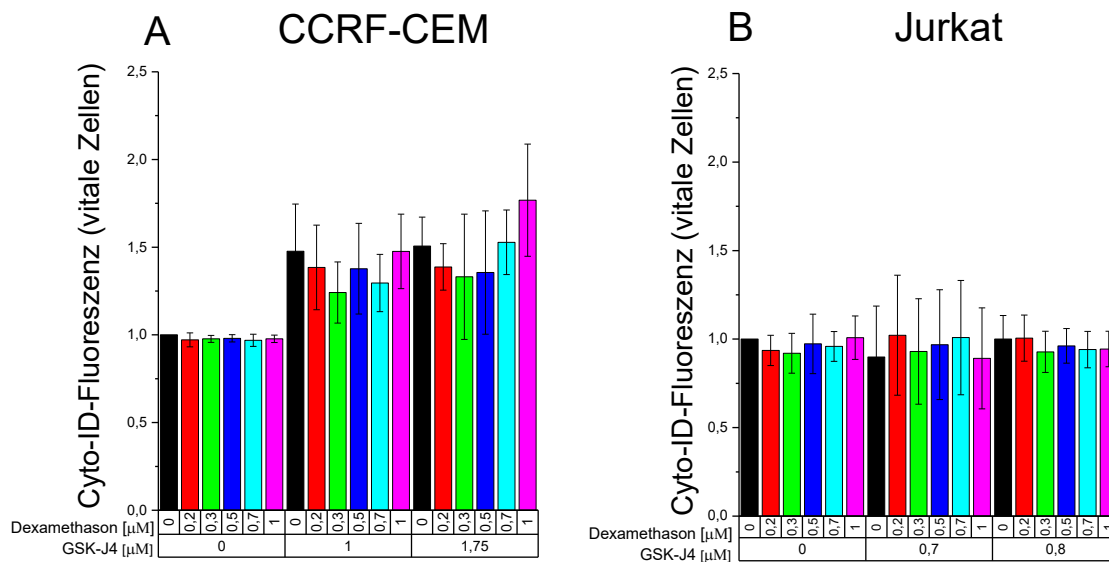 A CCRF-CEM
Cyto-ID-Fluoreszenz (vitale Zellen)
2,5
2,0
1,5
1,0
0,5
0,0
Dexamethason [µM] 0 0,2 0,3 0,5 0,7 1 0 0,2 0,3 0,5 0,7 1 0 0,2 0,3 0,5 0,7 1
GSK-J4 [µM] 0 1 1,75
B Jurkat
Cyto-ID-Fluoreszenz (vitale Zellen)
2,5
2,0
1,5
1,0
0,5
0,0
Dexamethason [µM] 0 0,2 0,3 0,5 0,7 1 0 0,2 0,3 0,5 0,7 1 0 0,2 0,3 0,5 0,7 1
GSK-J4 [µM] 0 0,7 0,8